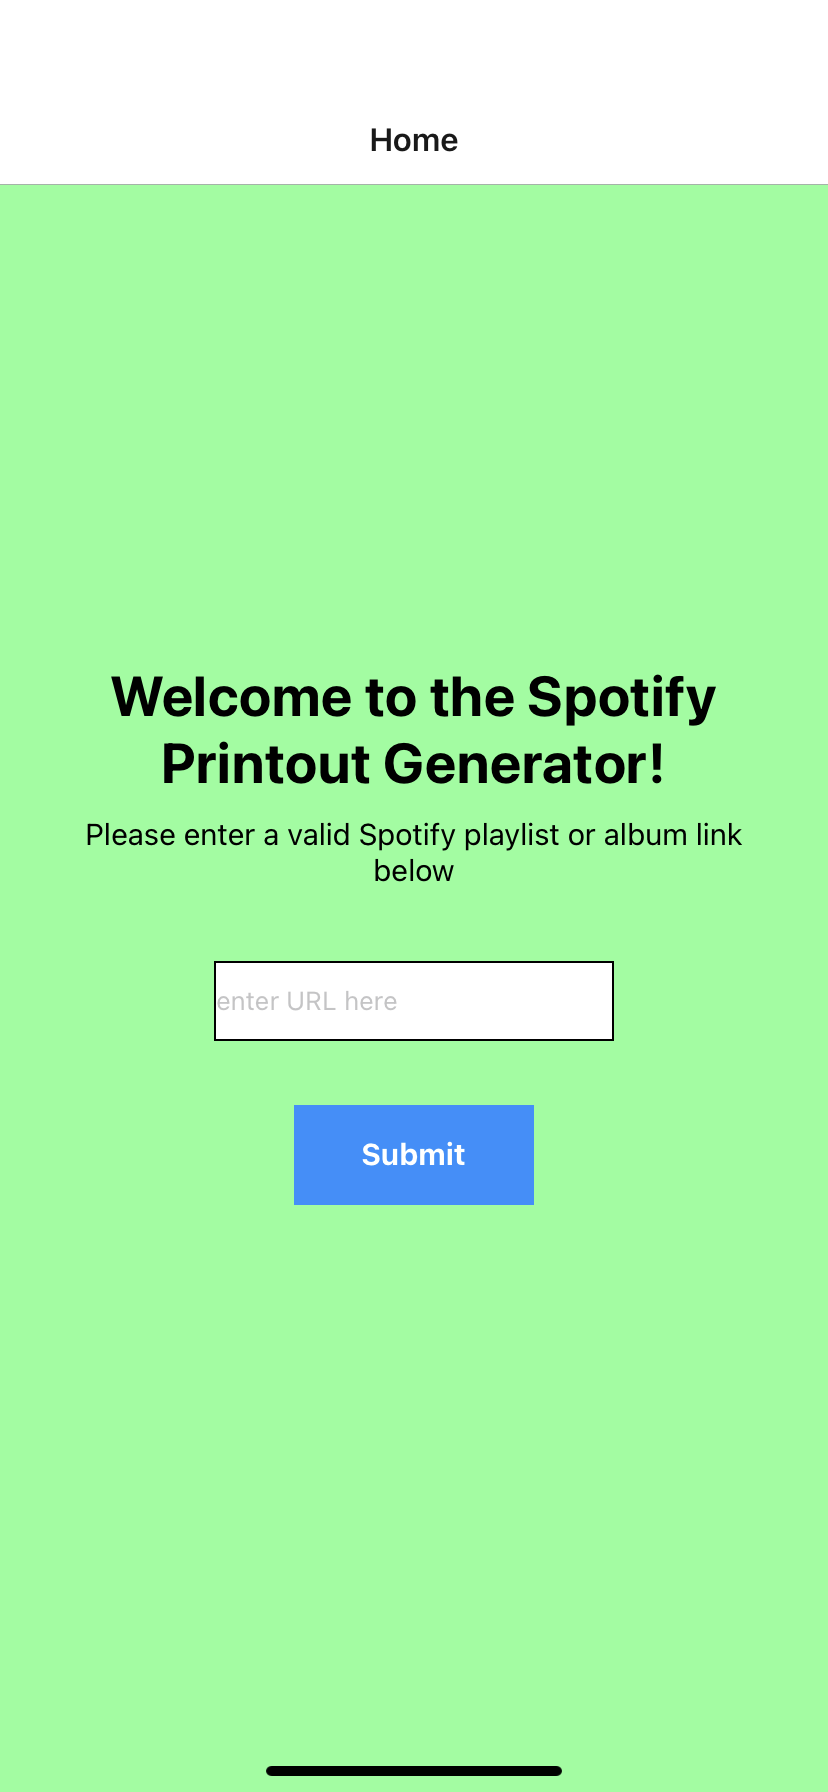 Home
Welcome to the Spotify
Printout Generator!
Please enter a valid Spotify playlist or album link
below
enter URL here
Submit